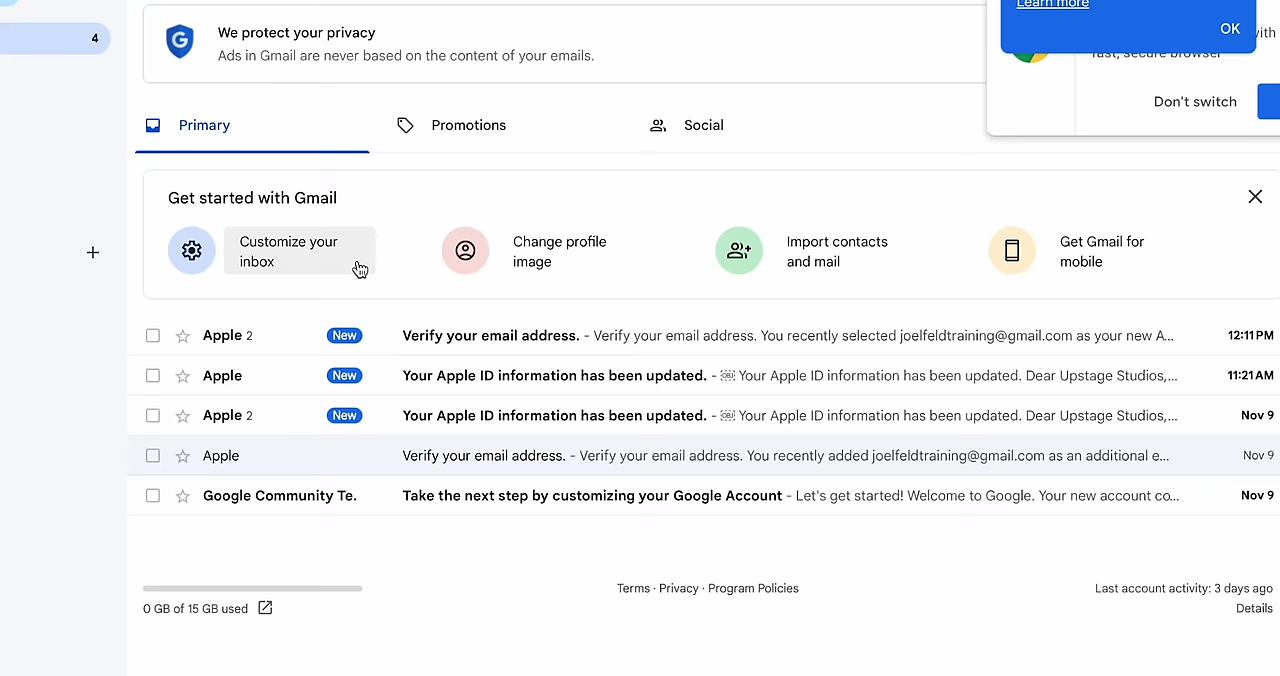 Learn more
4
We protect your privacy
OK
Ads in Gmail are never based on the content of your emails.
fast, secure browser
Don't switch
Primary
Promotions
Social
Get started with Gmail
Customize your
inbox
Change profile
image
Import contacts
and mail
Get Gmail for
mobile
Apple 2 New Verify your email address. - Verify your email address. You recently selected joelfeldtraining@gmail.com as your new A... 12:11 PM
Apple New Your Apple ID information has been updated. - Your Apple ID information has been updated. Dear Upstage Studios,... 11:21 AM
Apple 2 New Your Apple ID information has been updated. - Your Apple ID information has been updated. Dear Upstage Studios,... Nov 9
Apple Verify your email address. - Verify your email address. You recently added joelfeldtraining@gmail.com as an additional e... Nov 9
Google Community Te. Take the next step by customizing your Google Account - Let's get started! Welcome to Google. Your new account co... Nov 9
Terms · Privacy · Program Policies
Last account activity: 3 days ago
0 GB of 15 GB used
Details